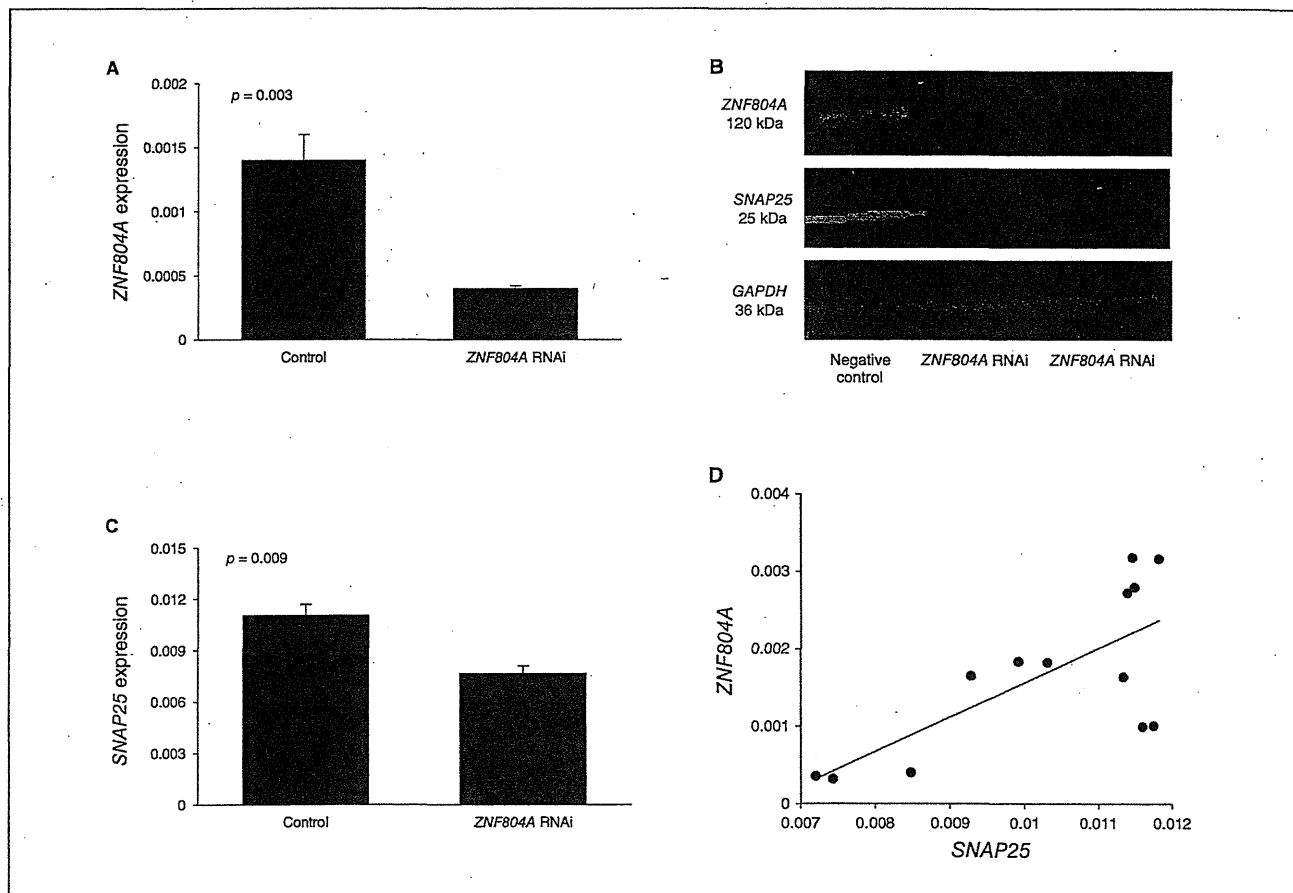 A
0.002
0.0015
0.001
0.0005
0
p = 0.003
ZNF804A expression
Control
ZNF804A RNAi
B
ZNF804A
120 kDa
SNAP25
25 kDa
GAPDH
36 kDa
Negative
control
ZNF804A RNAi
ZNF804A RNAi
C
0.015
0.012
0.009
0.006
0.003
0
p = 0.009
SNAP25 expression
Control
ZNF804A RNAi
D
0.004
0.003
0.002
0.001
0
ZNF804A
0.007
0.008
0.009
0.01
0.011
0.012
SNAP25